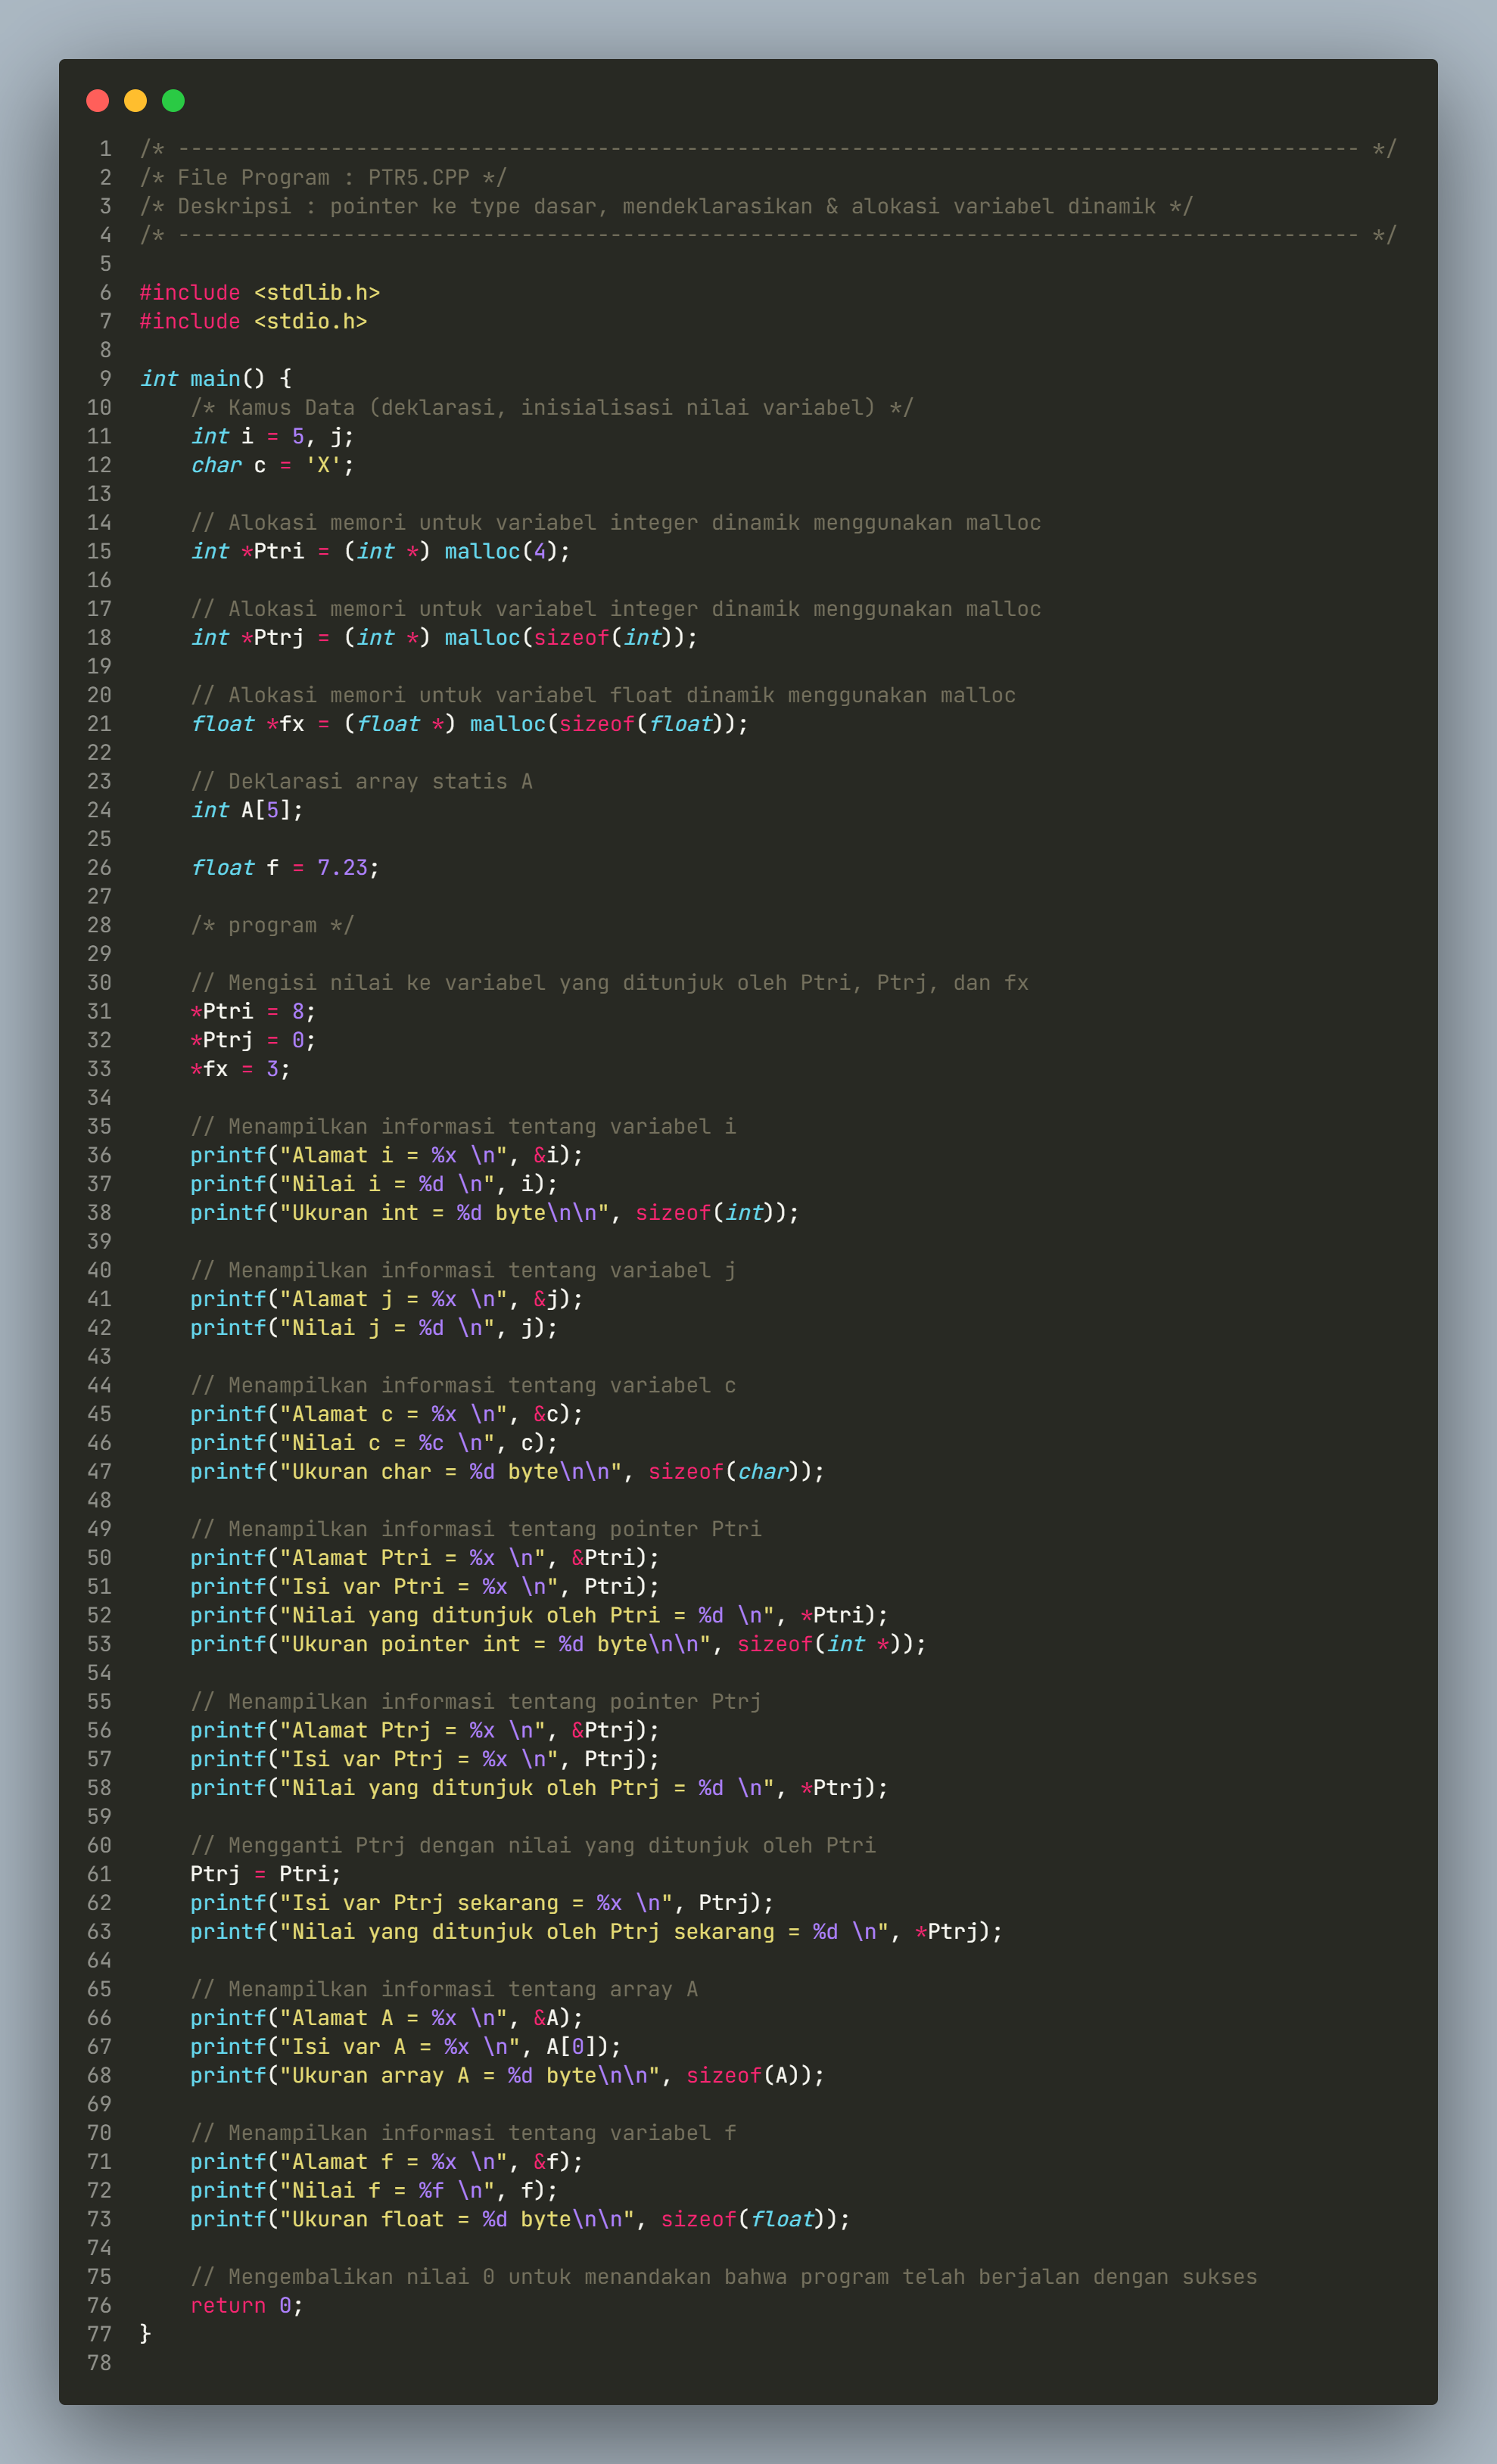 1 /* --------------------------------------------------------------------------------------------- */
2 /* File Program : PTR5.CPP */
3 /* Deskripsi : pointer ke type dasar, mendeklarasikan & alokasi variabel dinamik */
4 /* --------------------------------------------------------------------------------------------- */
5
6 #include <stdlib.h>
7 #include <stdio.h>
8
9 int main() {
10     /* Kamus Data (deklarasi, inisialisasi nilai variabel) */
11     int i = 5, j;
12     char c = 'X';
13
14     // Alokasi memori untuk variabel integer dinamik menggunakan malloc
15     int *Ptri = (int *) malloc(4);
16
17     // Alokasi memori untuk variabel integer dinamik menggunakan malloc
18     int *Ptrj = (int *) malloc(sizeof(int));
19
20     // Alokasi memori untuk variabel float dinamik menggunakan malloc
21     float *fx = (float *) malloc(sizeof(float));
22
23     // Deklarasi array statis A
24     int A[5];
25
26     float f = 7.23;
27
28     /* program */
29
30     // Mengisi nilai ke variabel yang ditunjuk oleh Ptri, Ptrj, dan fx
31     *Ptri = 8;
32     *Ptrj = 0;
33     *fx = 3;
34
35     // Menampilkan informasi tentang variabel i
36     printf("Alamat i = %x \n", &i);
37     printf("Nilai i = %d \n", i);
38     printf("Ukuran int = %d byte\n\n", sizeof(int));
39
40     // Menampilkan informasi tentang variabel j
41     printf("Alamat j = %x \n", &j);
42     printf("Nilai j = %d \n", j);
43
44     // Menampilkan informasi tentang variabel c
45     printf("Alamat c = %x \n", &c);
46     printf("Nilai c = %c \n", c);
47     printf("Ukuran char = %d byte\n\n", sizeof(char));
48
49     // Menampilkan informasi tentang pointer Ptri
50     printf("Alamat Ptri = %x \n", &Ptri);
51     printf("Isi var Ptri = %x \n", Ptri);
52     printf("Nilai yang ditunjuk oleh Ptri = %d \n", *Ptri);
53     printf("Ukuran pointer int = %d byte\n\n", sizeof(int *));
54
55     // Menampilkan informasi tentang pointer Ptrj
56     printf("Alamat Ptrj = %x \n", &Ptrj);
57     printf("Isi var Ptrj = %x \n", Ptrj);
58     printf("Nilai yang ditunjuk oleh Ptrj = %d \n", *Ptrj);
59
60     // Mengganti Ptrj dengan nilai yang ditunjuk oleh Ptri
61     Ptrj = Ptri;
62     printf("Isi var Ptrj sekarang = %x \n", Ptrj);
63     printf("Nilai yang ditunjuk oleh Ptrj sekarang = %d \n", *Ptrj);
64
65     // Menampilkan informasi tentang array A
66     printf("Alamat A = %x \n", &A);
67     printf("Isi var A = %x \n", A[0]);
68     printf("Ukuran array A = %d byte\n\n", sizeof(A));
69
70     // Menampilkan informasi tentang variabel f
71     printf("Alamat f = %x \n", &f);
72     printf("Nilai f = %f \n", f);
73     printf("Ukuran float = %d byte\n\n", sizeof(float));
74
75     // Mengembalikan nilai 0 untuk menandakan bahwa program telah berjalan dengan sukses
76     return 0;
77 }
78